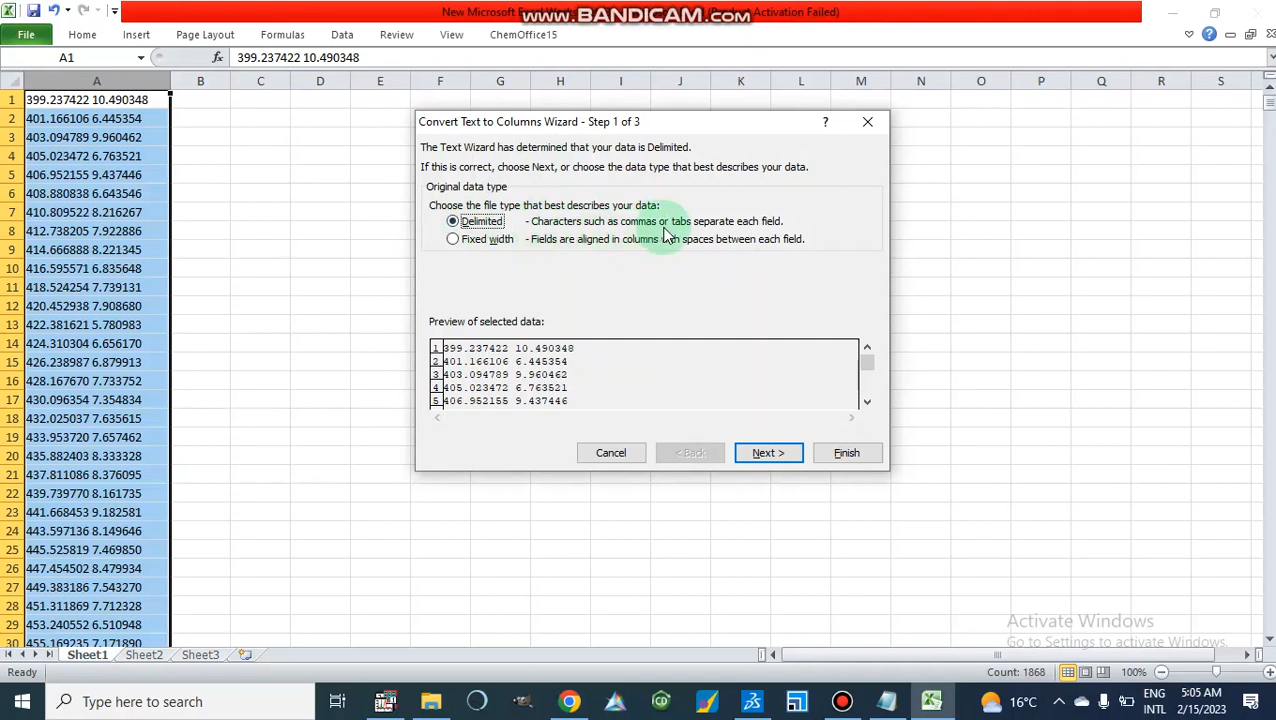 New Microsoft Excel Works
www.BANDICAM.com
Product Activation Failed)
File
Home
Insert
Page Layout
Formulas
Data
Review
View
ChemOffice15
A1
fx
399.237422 10.490348
A B C D E F G H I J K L M N O P Q R S
1 399.237422 10.490348
2 401.166106 6.445354
3 403.094789 9.960462
4 405.023472 6.763521
5 406.952155 9.437446
6 408.880838 6.643546
7 410.809522 8.216267
8 412.738205 7.922808
9 414.666888 8.221345
10 416.595571 6.835648
11 418.524254 7.739131
12 420.452938 7.908680
13 422.381621 5.780983
14 424.310304 6.656170
15 426.238987 6.879913
16 428.167670 7.733752
17 430.096354 7.354834
18 432.025037 7.635615
19 433.953720 7.657462
20 435.882403 8.333328
21 437.811086 8.376095
22 439.739770 8.161735
23 441.668453 9.182581
24 443.597136 8.149646
25 445.525819 7.469850
26 447.454502 8.479934
27 449.383186 7.543270
28 451.311869 7.712328
29 453.240552 6.510948
30 455.169235 7.171890
Convert Text to Columns Wizard - Step 1 of 3
The Text Wizard has determined that your data is Delimited.
If this is correct, choose Next, or choose the data type that best describes your data.
Original data type
Choose the file type that best describes your data:
Delimited - Characters such as commas or tabs separate each field.
Fixed width - Fields are aligned in columns with spaces between each field.
Preview of selected data:
1 399.237422 10.490348
2 401.166106 6.445354
3 403.094789 9.960462
4 405.023472 6.763521
5 406.952155 9.437446
Cancel
< Back
Next >
Finish
Activate Windows
Go to Settings to activate Windows.
Sheet1
Sheet2
Sheet3
Ready
Count: 1868
100%
Type here to search
16°C
ENG
INTL
5:05 AM
2/15/2023